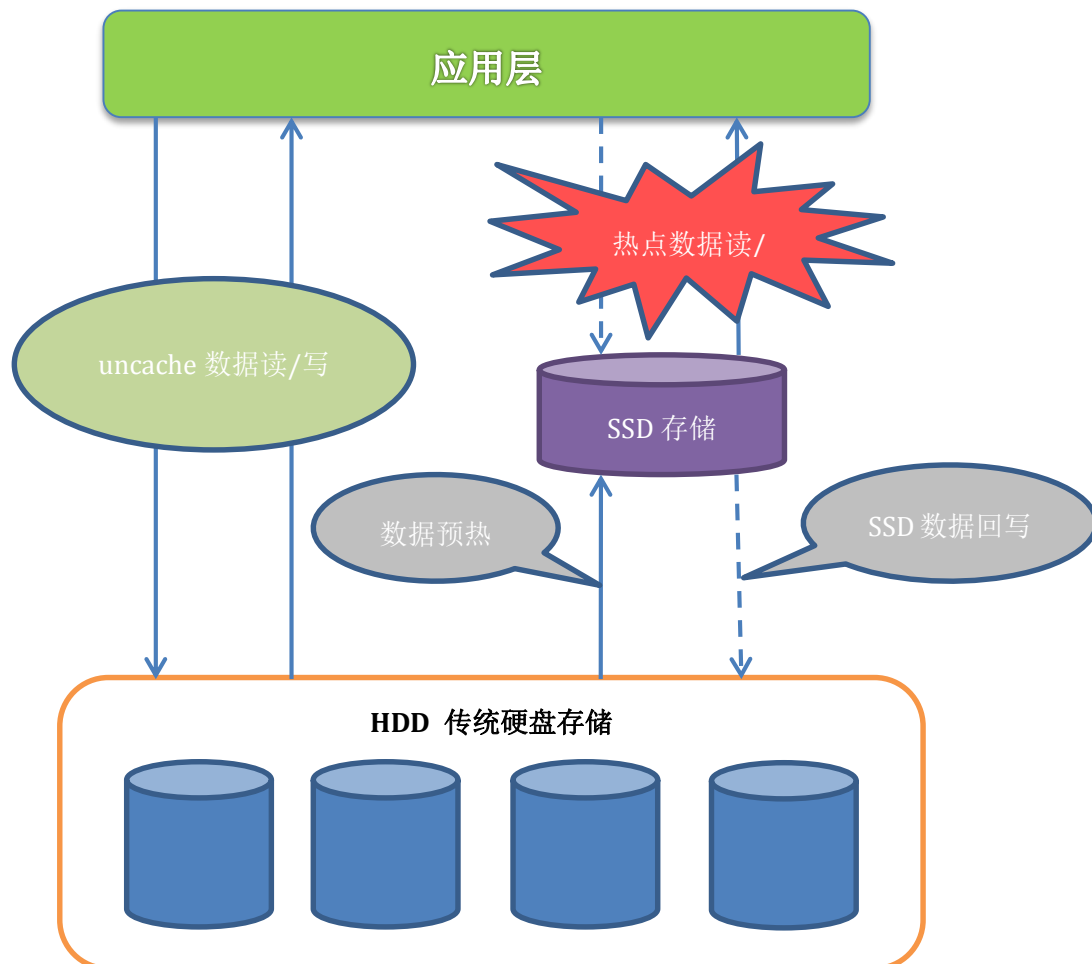 应用层
热点数据读/
uncache 数据读/写
SSD 存储
数据预热
SSD 数据回写
HDD 传统硬盘存储